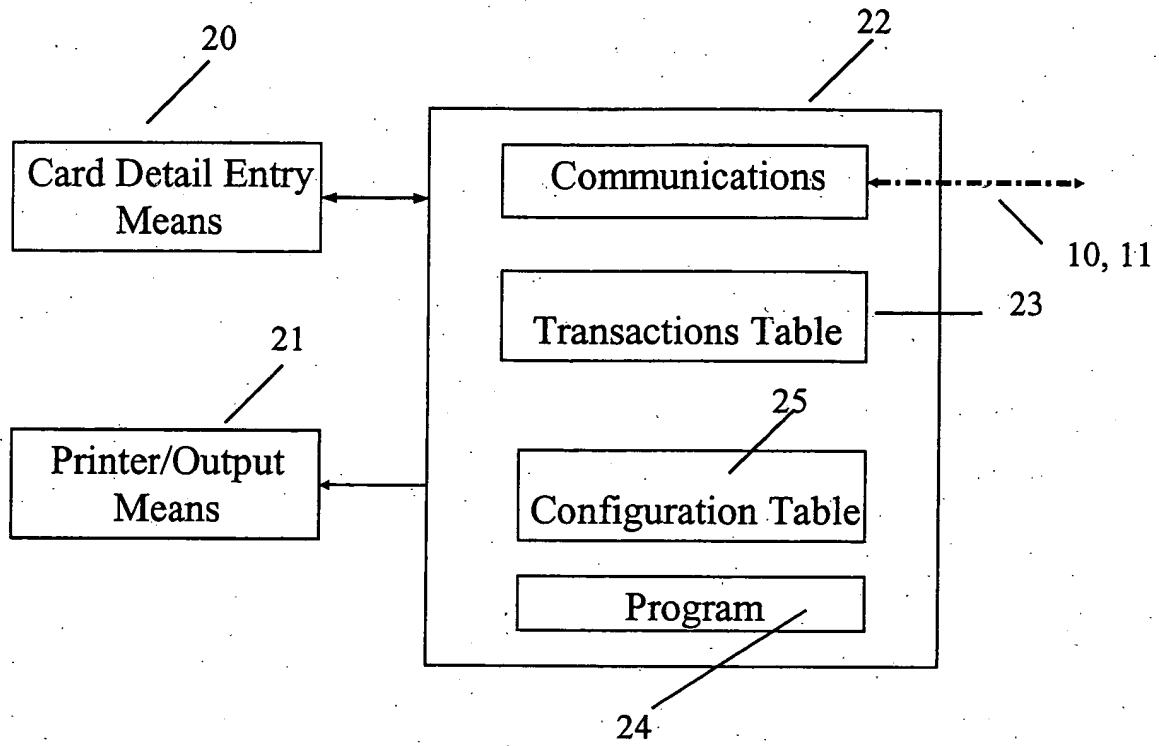 20
22
Card Detail Entry
Means
Communications
10, 11
Transactions Table
23
21
25
Printer/Output
Means
Configuration Table
Program
24